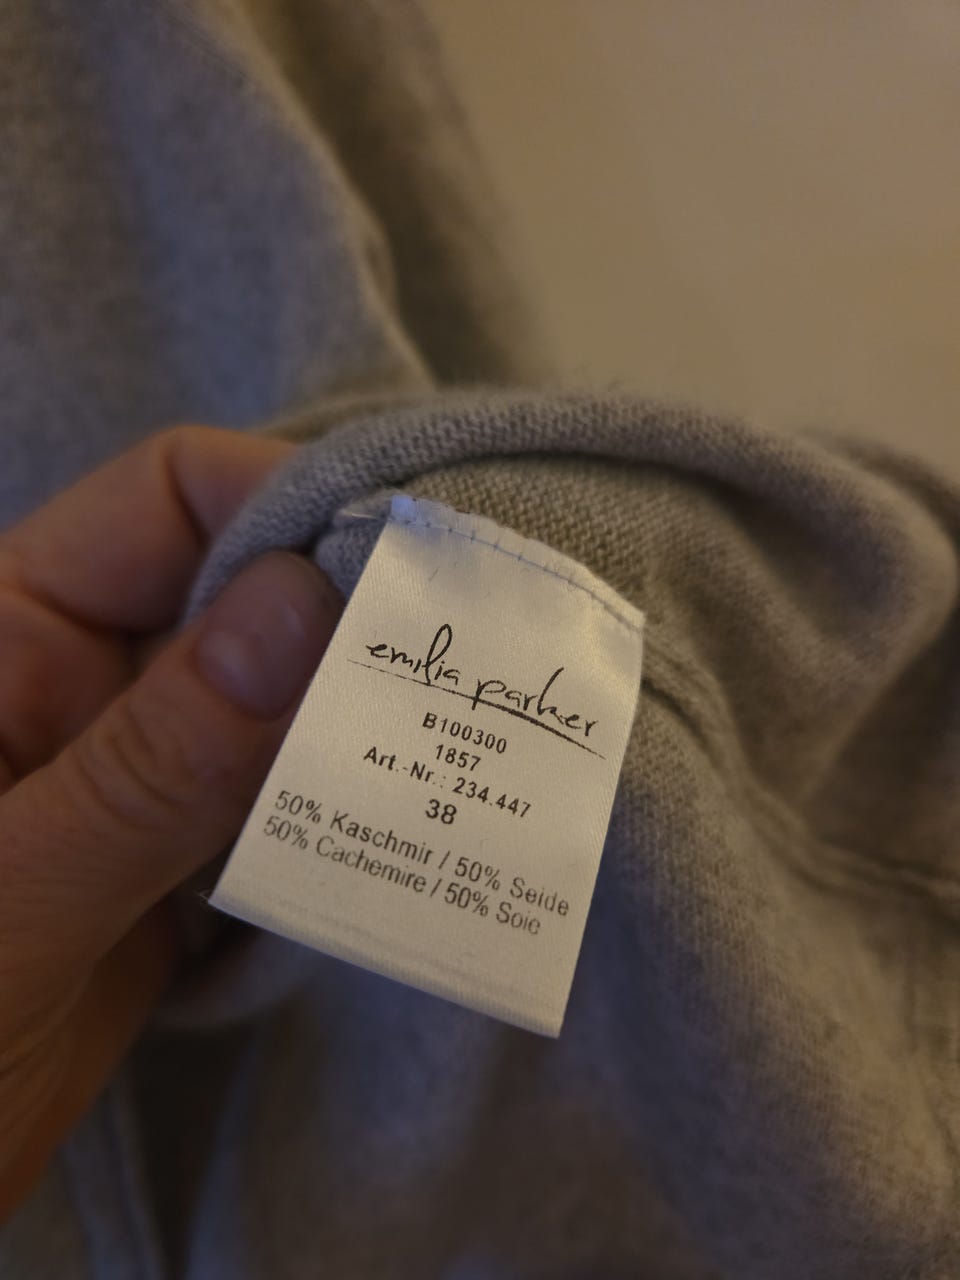 emilia parker
B100300
1857
Art.-Nr.: 234.447
38
50% Kaschmir / 50% Seide
50% Cachemire / 50% Soie